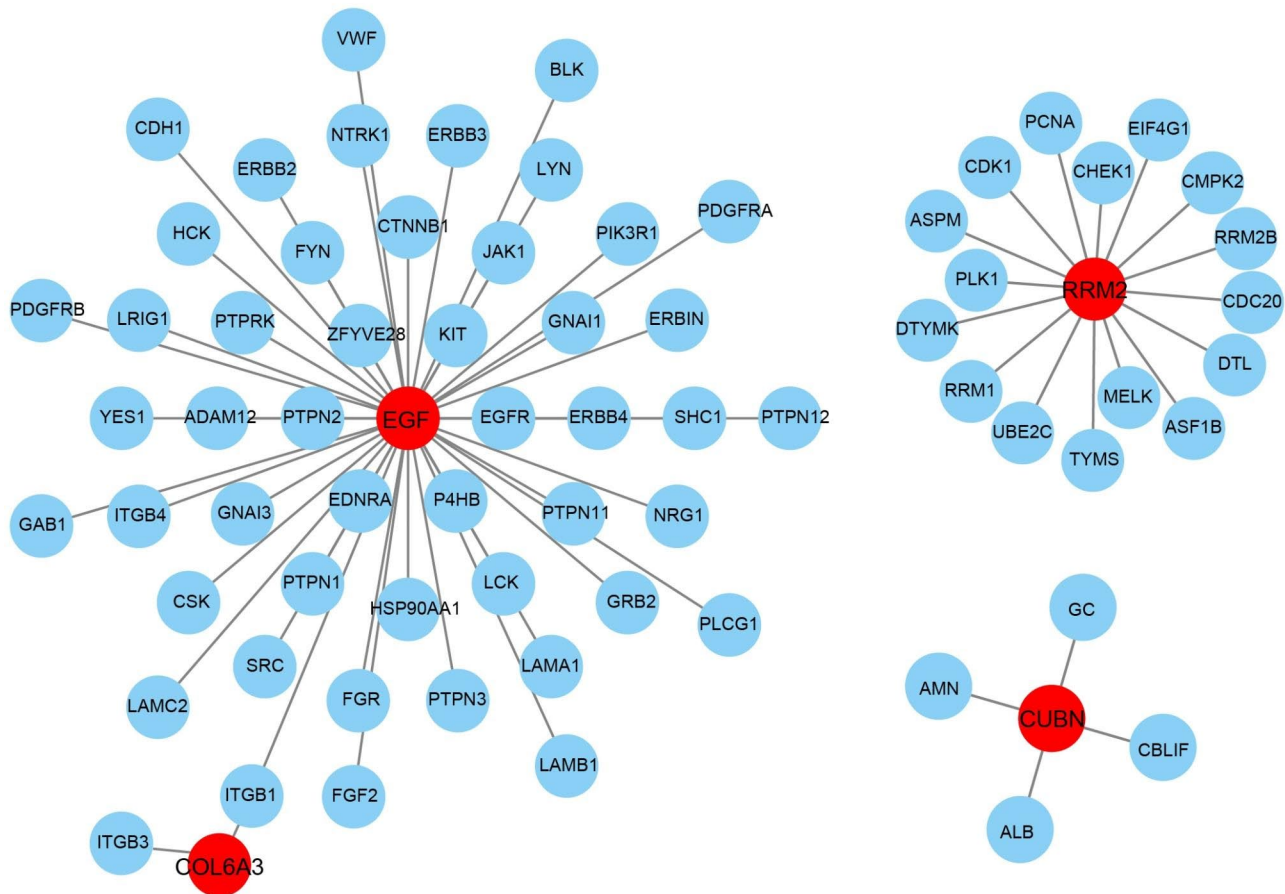 VWF
BLK
CDH1
NTRK1
ERBB3
ERBB2
LYN
PDGFRA
HCK
FYN
CTNNB1
JAK1
PIK3R1
PDGFRB
LRIG1
PTPRK
ZFYVE28
KIT
GNAI1
ERBIN
YES1
ADAM12
PTPN2
EGF
EGFR
ERBB4
SHC1
PTPN12
GAB1
ITGB4
GNAI3
EDNRA
P4HB
PTPN11
NRG1
CSK
PTPN1
HSP90AA1
LCK
GRB2
PLCG1
LAMC2
SRC
FGR
PTPN3
LAMA1
ITGB1
FGF2
LAMB1
ITGB3
COL6A3
PCNA
EIF4G1
CDK1
CHEK1
CMPK2
ASPM
RRM2B
PLK1
RRM2
CDC20
DTYMK
DTL
RRM1
MELK
UBE2C
TYMS
ASF1B
GC
AMN
CUBN
CBLIF
ALB